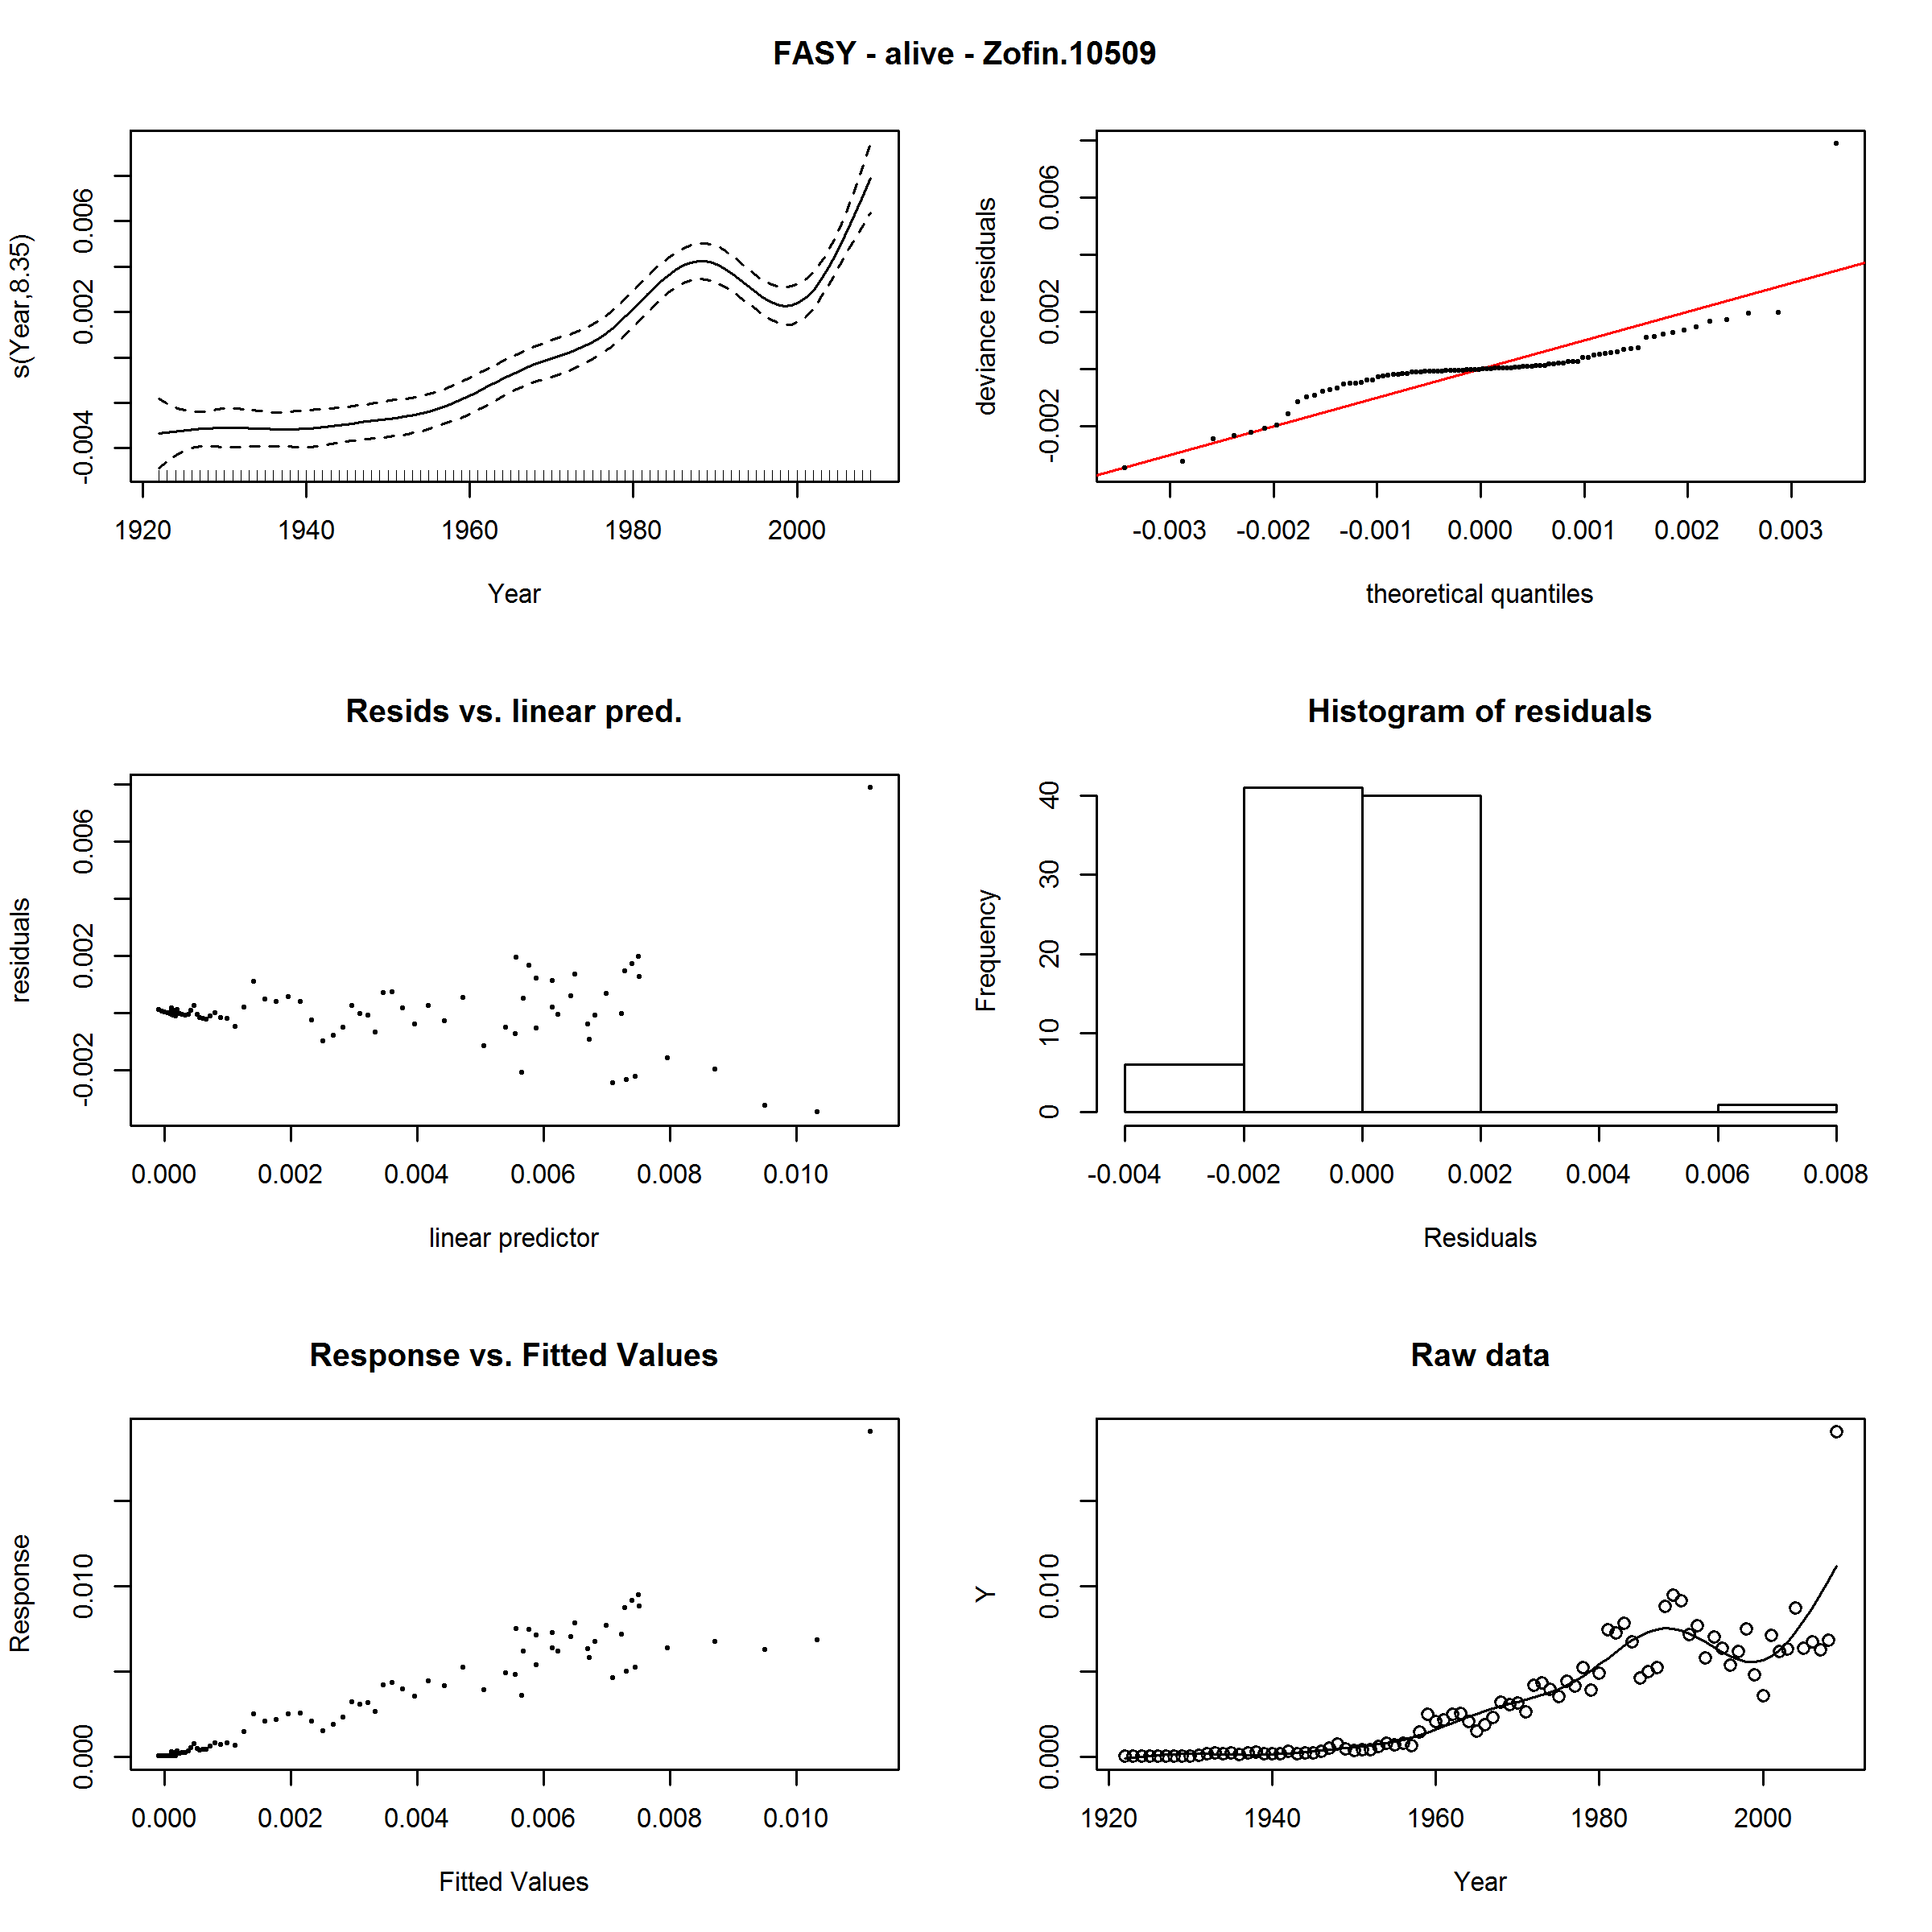 FASY - alive - Zofin.10509
s(Year,8.35)
-0.004 0.002 0.006
1920 1940 1960 1980 2000
Year
deviance residuals
-0.002 0.002 0.006
-0.003 -0.002 -0.001 0.000 0.001 0.002 0.003
theoretical quantiles
Resids vs. linear pred.
residuals
-0.002 0.002 0.006
0.000 0.002 0.004 0.006 0.008 0.010
linear predictor
Histogram of residuals
Frequency
0 10 20 30 40
-0.004 -0.002 0.000 0.002 0.004 0.006 0.008
Residuals
Response vs. Fitted Values
Response
0.000 0.010
0.000 0.002 0.004 0.006 0.008 0.010
Fitted Values
Raw data
Y
0.000 0.010
1920 1940 1960 1980 2000
Year